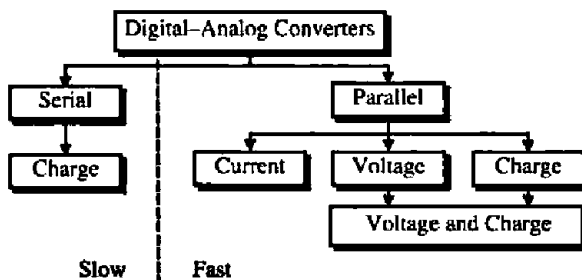 Digital–Analog Converters
Serial
Parallel
Charge
Current
Voltage
Charge
Voltage and Charge
Slow
Fast